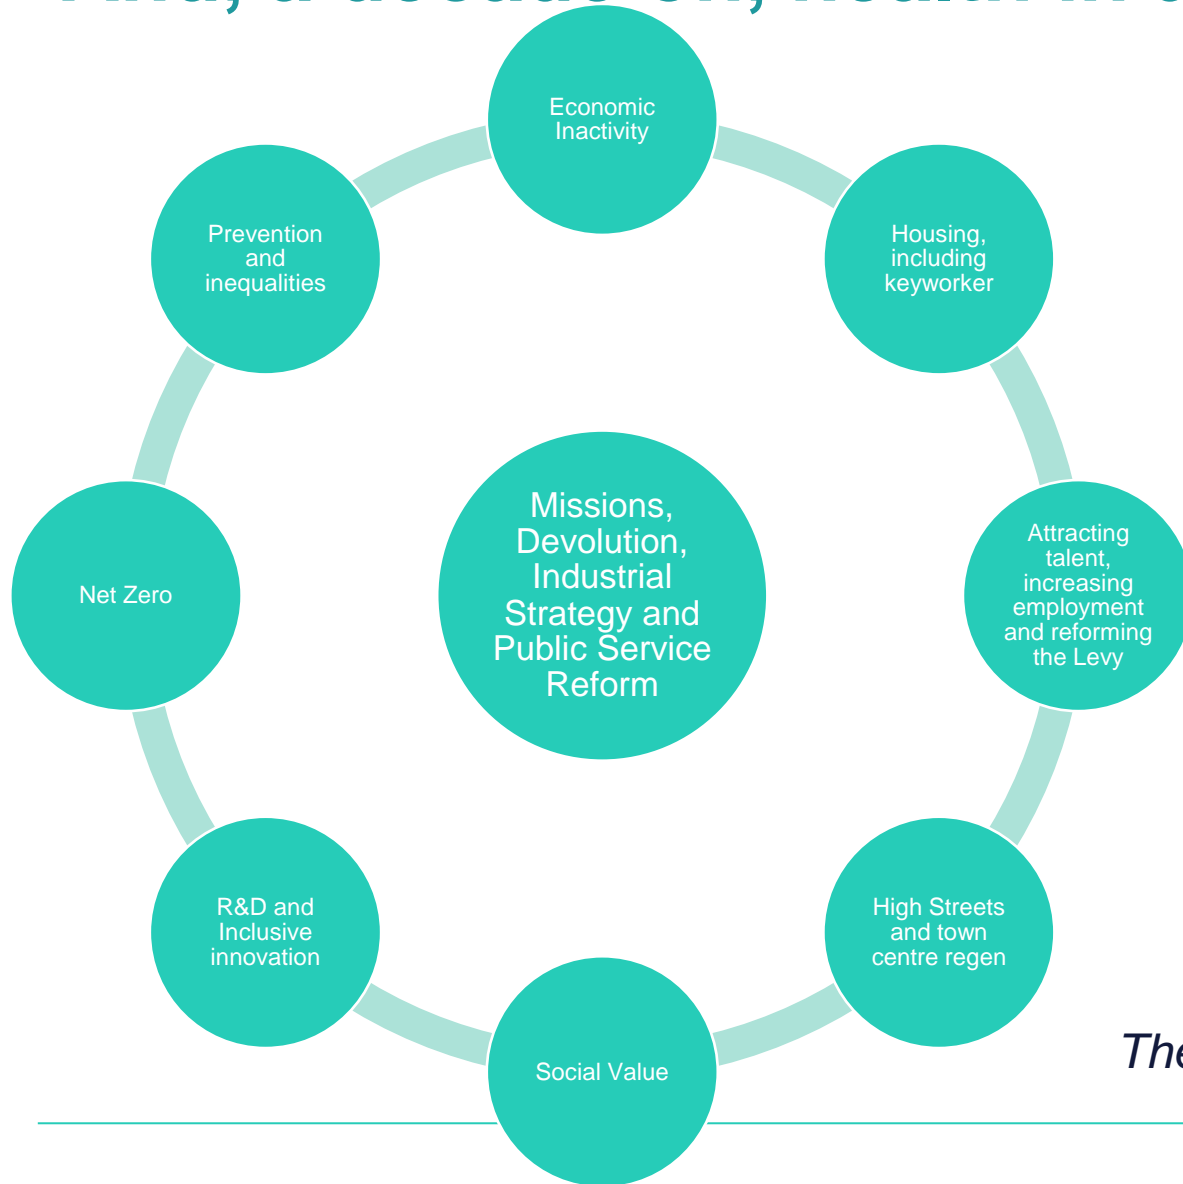 Economic
Inactivity
Housing,
including
keyworker
Attracting
talent,
increasing
employment
and reforming
the Levy
High Streets
and town
centre regen
Social Value
R&D and
Inclusive
innovation
Net Zero
Prevention
and
inequalities
Missions,
Devolution,
Industrial
Strategy and
Public Service
Reform
The